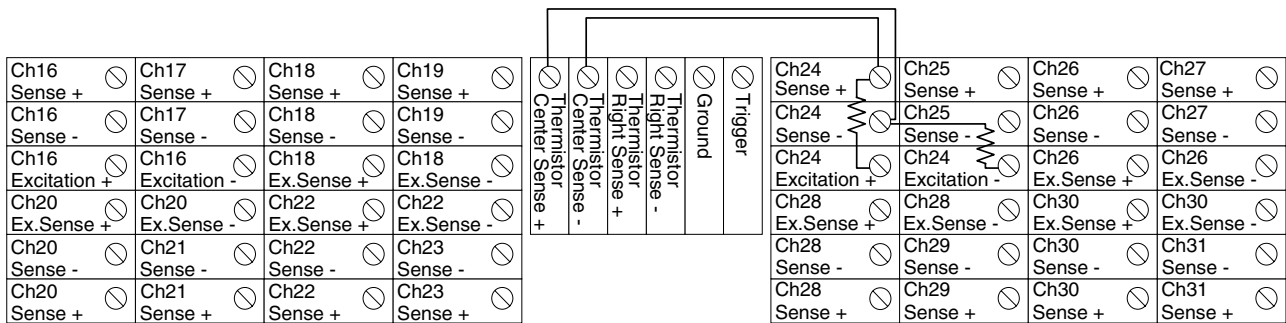 Ch16 Sense +
Ch17 Sense +
Ch18 Sense +
Ch19 Sense +
Ch16 Sense -
Ch17 Sense -
Ch18 Sense -
Ch19 Sense -
Ch16 Excitation +
Ch16 Excitation -
Ch18 Ex.Sense +
Ch18 Ex.Sense -
Ch20 Ex.Sense +
Ch20 Ex.Sense -
Ch22 Ex.Sense +
Ch22 Ex.Sense -
Ch20 Sense -
Ch21 Sense -
Ch22 Sense -
Ch23 Sense -
Ch20 Sense +
Ch21 Sense +
Ch22 Sense +
Ch23 Sense +
Thermistor Center Sense +
Thermistor Center Sense -
Thermistor Right Sense +
Thermistor Right Sense -
Ground
Trigger
Ch24 Sense +
Ch25 Sense +
Ch26 Sense +
Ch27 Sense +
Ch24 Sense -
Ch25 Sense -
Ch26 Sense -
Ch27 Sense -
Ch24 Excitation +
Ch24 Excitation -
Ch26 Ex.Sense +
Ch26 Ex.Sense -
Ch28 Ex.Sense +
Ch28 Ex.Sense -
Ch30 Ex.Sense +
Ch30 Ex.Sense -
Ch28 Sense -
Ch29 Sense -
Ch30 Sense -
Ch31 Sense -
Ch28 Sense +
Ch29 Sense +
Ch30 Sense +
Ch31 Sense +